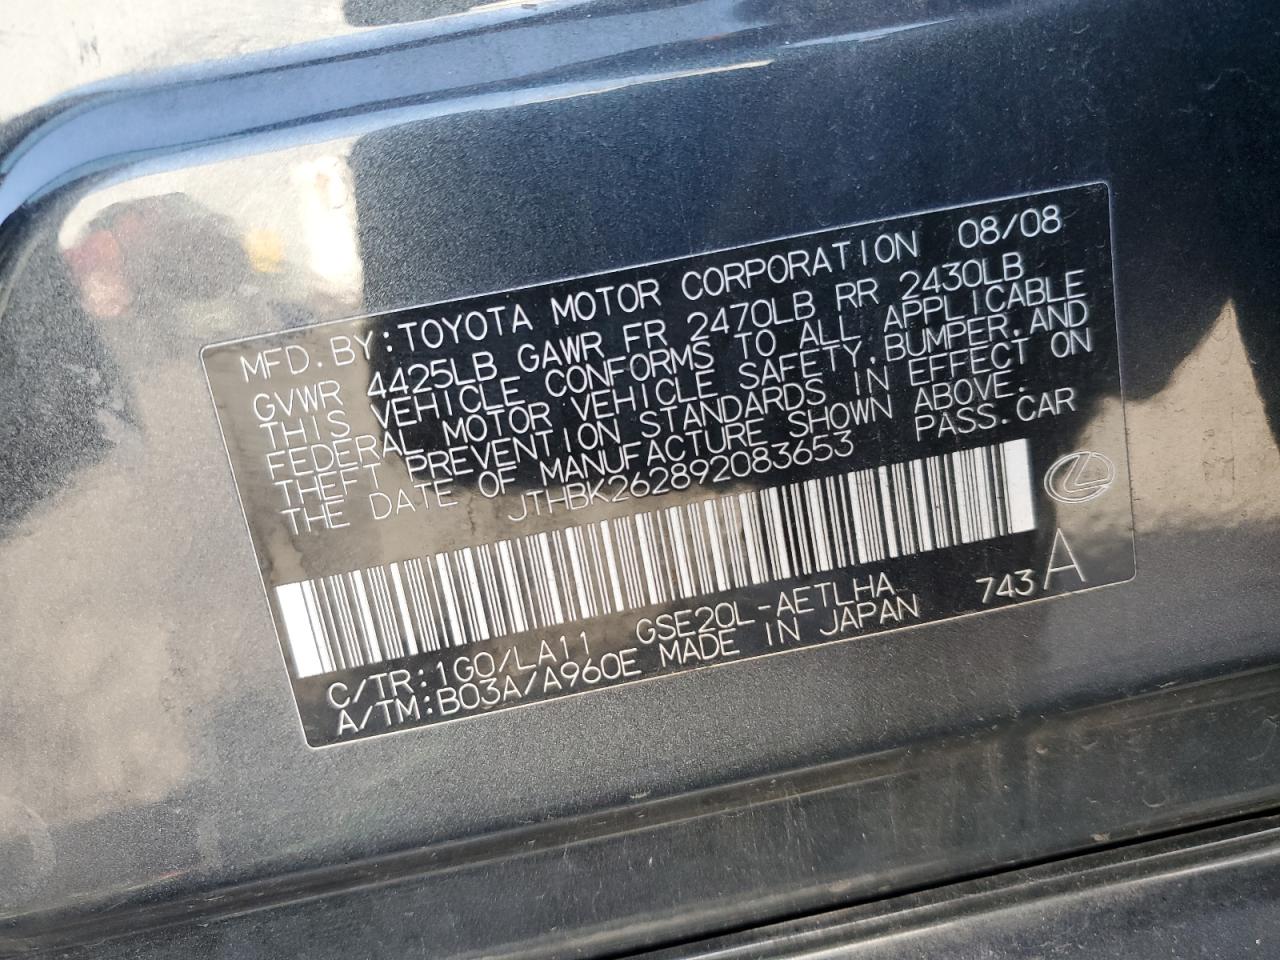 MFD.BY:TOYOTA MOTOR CORPORATION 08/08
GVWR 4425LB GAWR FR 2470LB RR 2430LB
THIS VEHICLE CONFORMS TO ALL APPLICABLE
FEDERAL MOTOR VEHICLE SAFETY,BUMPER,AND
THEFT PREVENTION STANDARDS IN EFFECT ON
THE DATE OF MANUFACTURE SHOWN ABOVE.
JTHBK262892083653 PASS.CAR
C/TR:1G0/LA11 GSE20L-AETLHA 743 A
A/TM:B03A/A960E MADE IN JAPAN